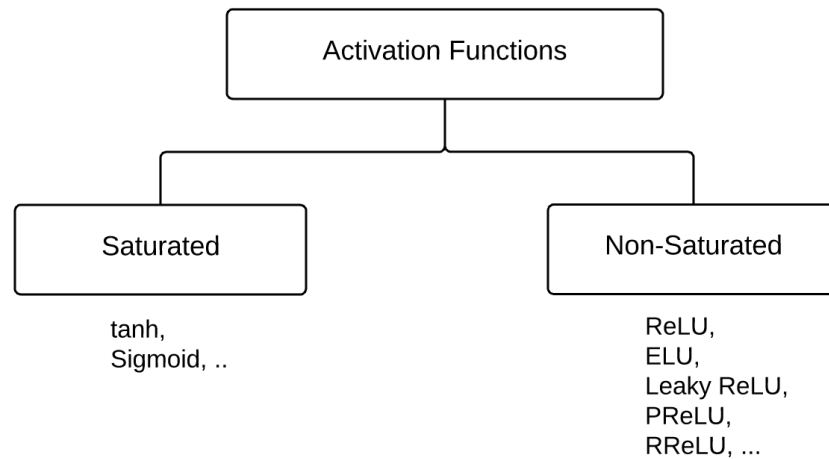 Activation Functions
Saturated
Non-Saturated
tanh,
Sigmoid, ..
ReLU,
ELU,
Leaky ReLU,
PReLU,
RReLU, ...